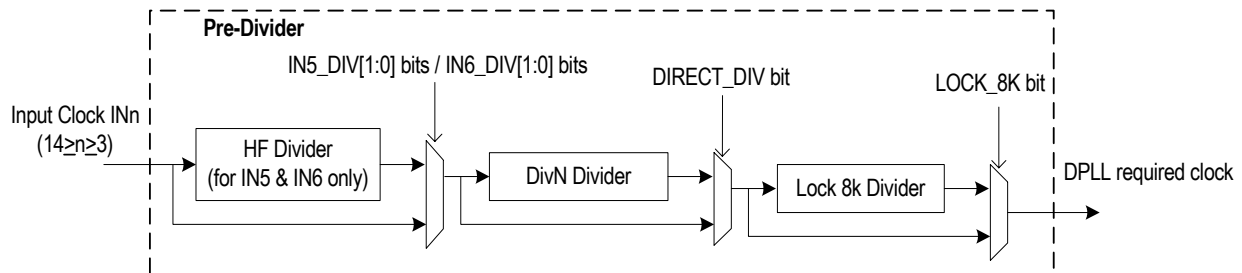 Pre-Divider
IN5_DIV[1:0] bits / IN6_DIV[1:0] bits
DIRECT_DIV bit
LOCK_8K bit
Input Clock INn
(14≥n≥3)
HF Divider
(for IN5 & IN6 only)
DivN Divider
Lock 8k Divider
DPLL required clock